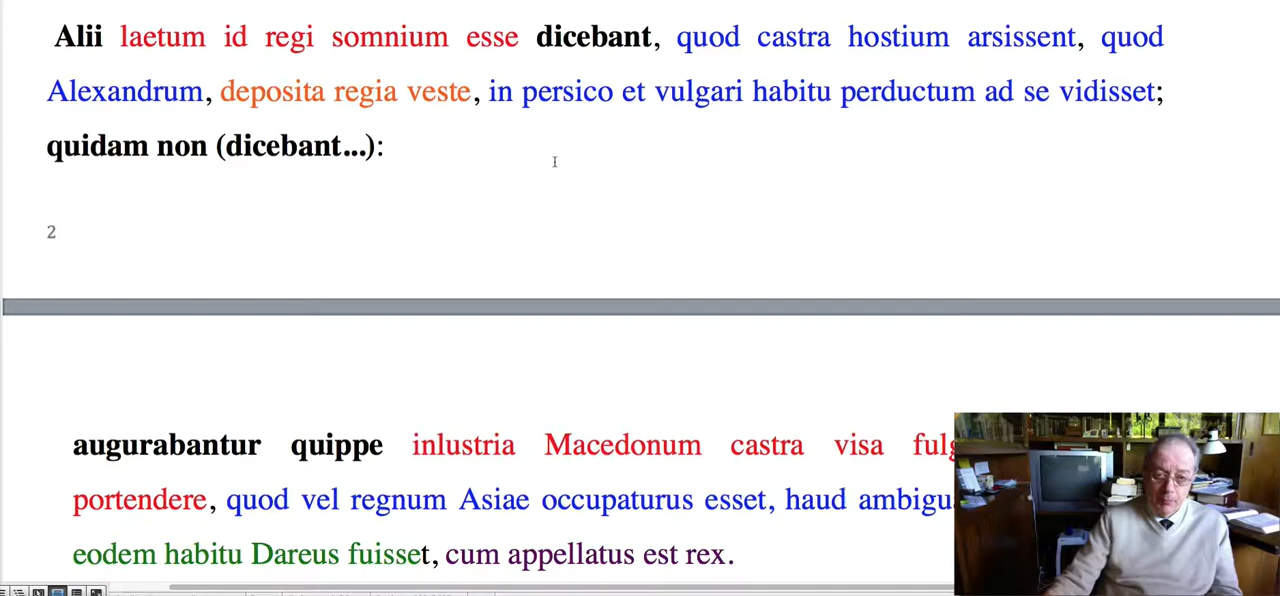 Alii laetum id regi somnium esse dicebant, quod castra hostium arsissent, quod
Alexandrum, deposita regia veste, in persico et vulgari habitu perductum ad se vidisset;
quidam non (dicebant...):
2
augurabantur quippe inlustria Macedonum castra visa
portendere, quod vel regnum Asiae occupaturus esset, haud
eodem habitu Dareus fuisset, cum appellatus est rex.